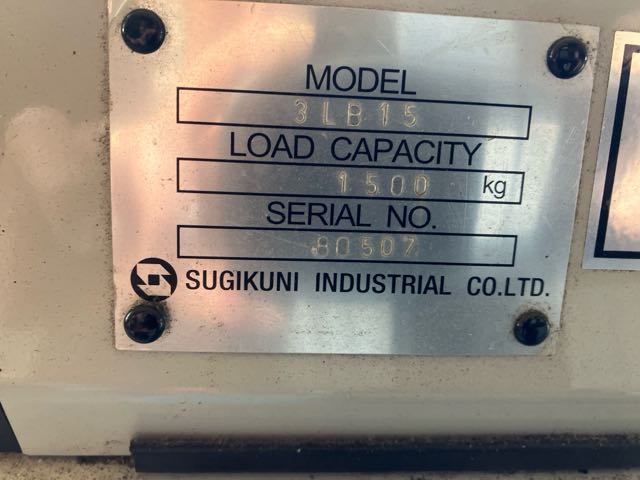 MODEL
3LB15
LOAD CAPACITY
1500 kg
SERIAL NO.
80507
SUGIKUNI INDUSTRIAL CO.LTD.